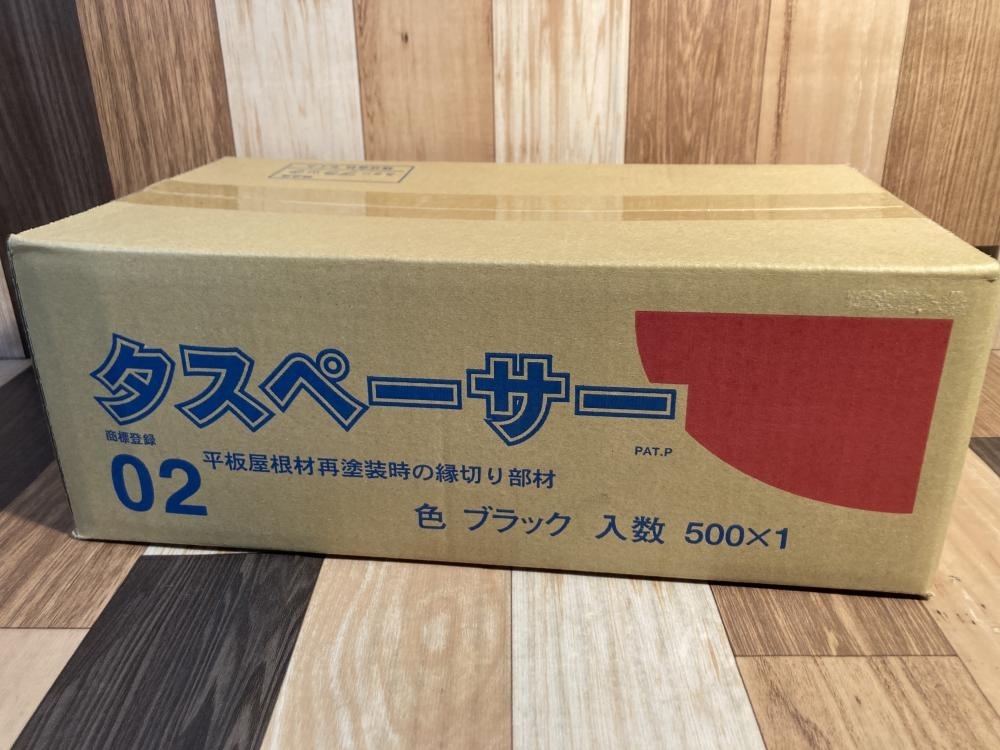 タスペーサー
商標登録
PAT.P
02
平板屋根材再塗装時の縁切り部材
色 ブラック 入数 500×1